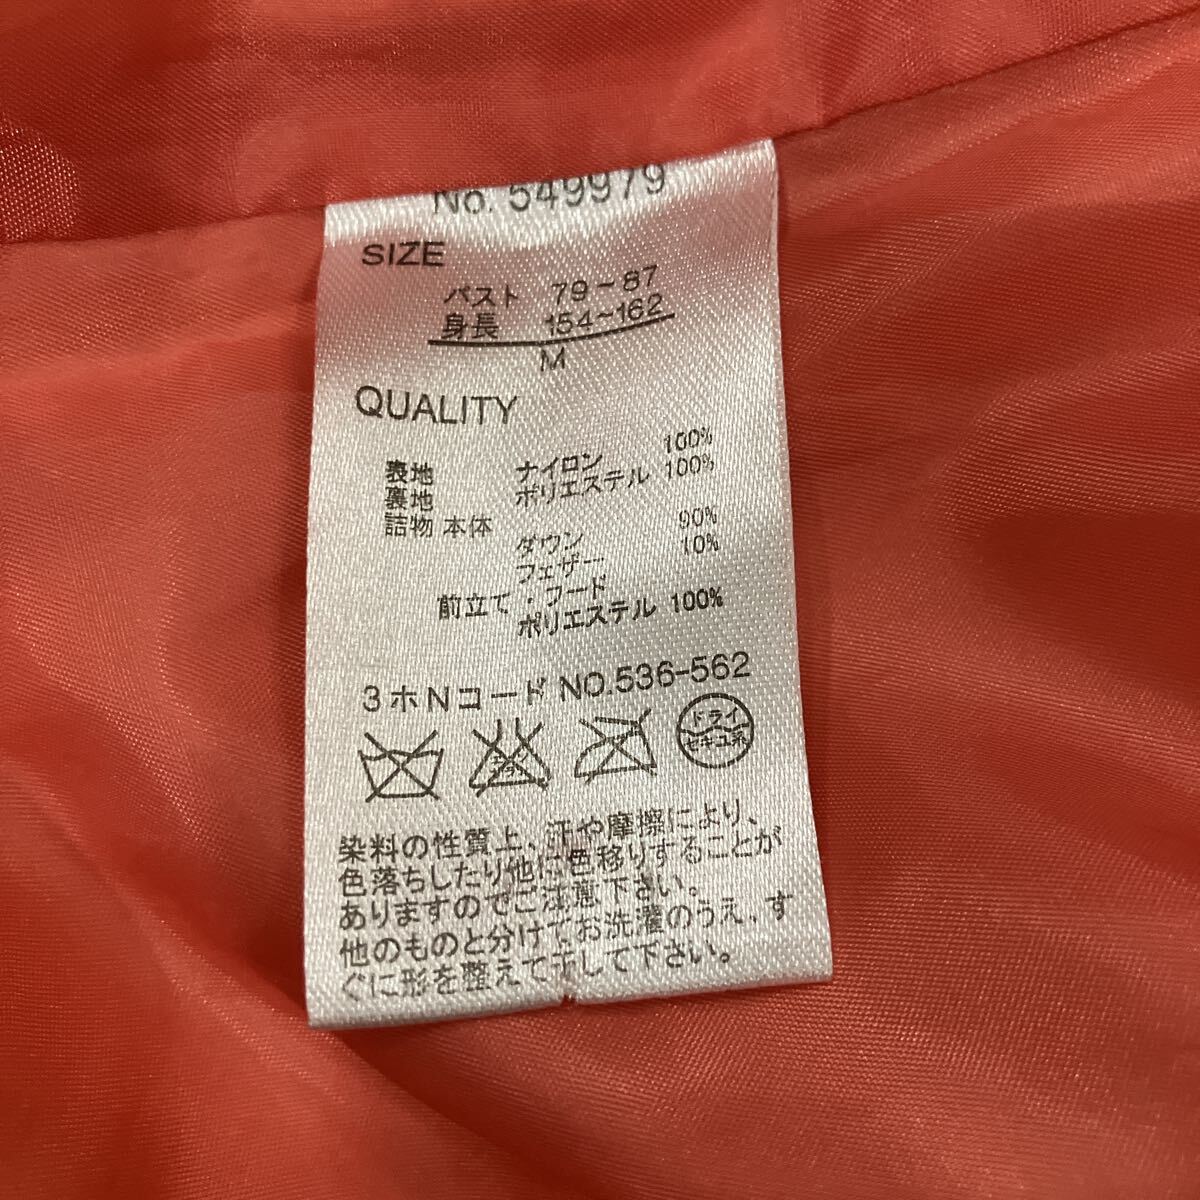 No. 549979
SIZE
バスト 79~87
身長 154~162
M
QUALITY
表地 ナイロン 100%
裏地 ポリエステル 100%
詰物 本体
ダウン 90%
フェザー 10%
前立て・フード
ポリエステル 100%
3ホNコード NO.536-562
ドライ
セキユ系
染料の性質上、汗や摩擦により、
色落ちしたり他に色移りすることが
ありますのでご注意下さい。
他のものと分けてお洗濯のうえ、す
ぐに形を整えて干して下さい。